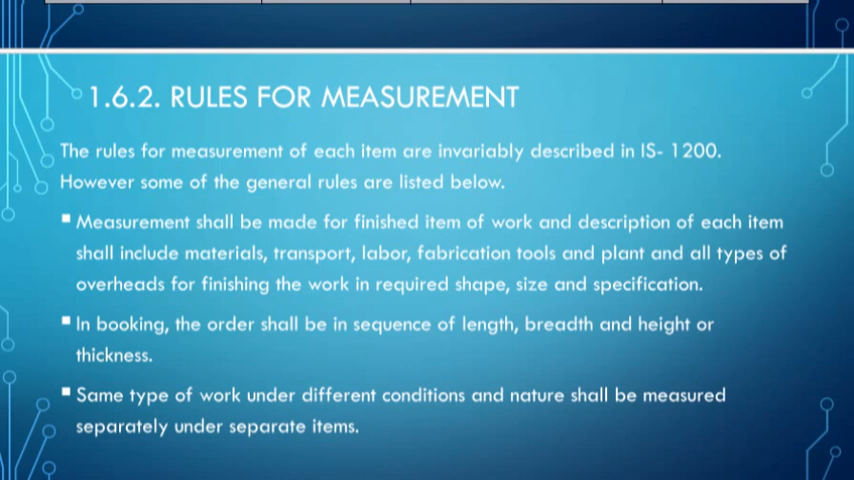 1.6.2. RULES FOR MEASUREMENT
The rules for measurement of each item are invariably described in IS- 1200.
However some of the general rules are listed below.
▪ Measurement shall be made for finished item of work and description of each item
shall include materials, transport, labor, fabrication tools and plant and all types of
overheads for finishing the work in required shape, size and specification.
▪ In booking, the order shall be in sequence of length, breadth and height or
thickness.
▪ Same type of work under different conditions and nature shall be measured
separately under separate items.